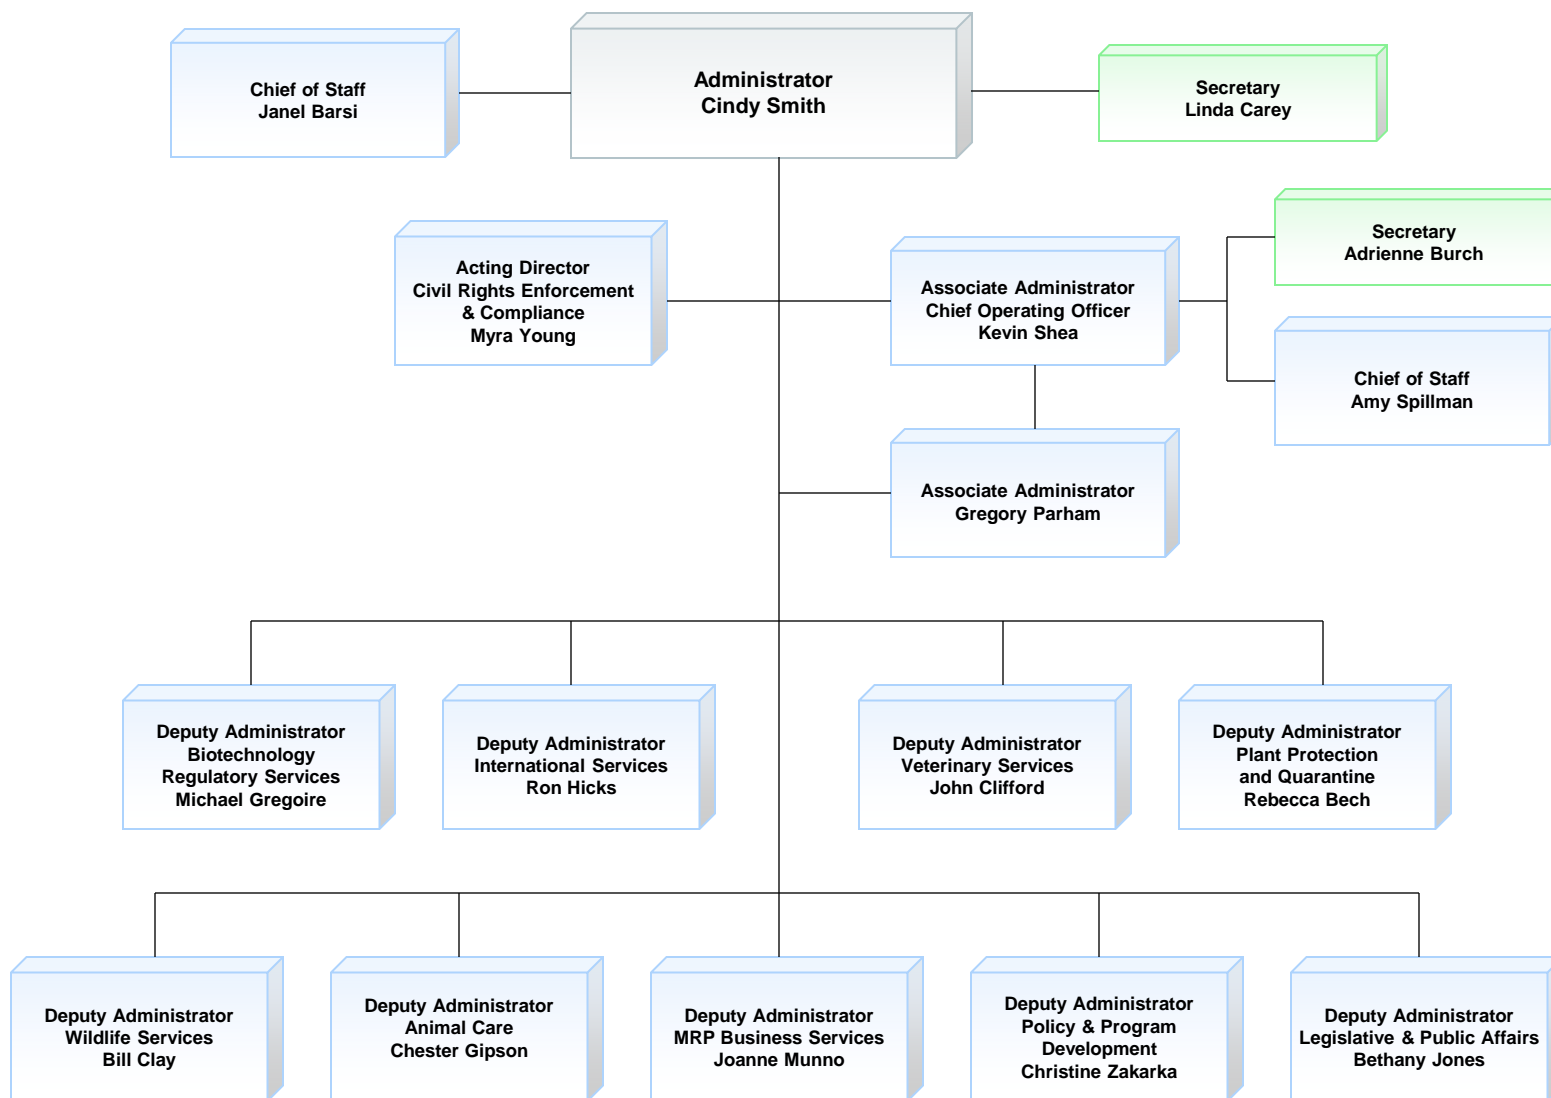 Chief of Staff
Janel Barsi
Administrator
Cindy Smith
Secretary
Linda Carey
Acting Director
Civil Rights Enforcement
& Compliance
Myra Young
Associate Administrator
Chief Operating Officer
Kevin Shea
Secretary
Adrienne Burch
Chief of Staff
Amy Spillman
Associate Administrator
Gregory Parham
Deputy Administrator
Biotechnology
Regulatory Services
Michael Gregoire
Deputy Administrator
International Services
Ron Hicks
Deputy Administrator
Veterinary Services
John Clifford
Deputy Administrator
Plant Protection
and Quarantine
Rebecca Bech
Deputy Administrator
Wildlife Services
Bill Clay
Deputy Administrator
Animal Care
Chester Gipson
Deputy Administrator
MRP Business Services
Joanne Munno
Deputy Administrator
Policy & Program
Development
Christine Zakarka
Deputy Administrator
Legislative & Public Affairs
Bethany Jones